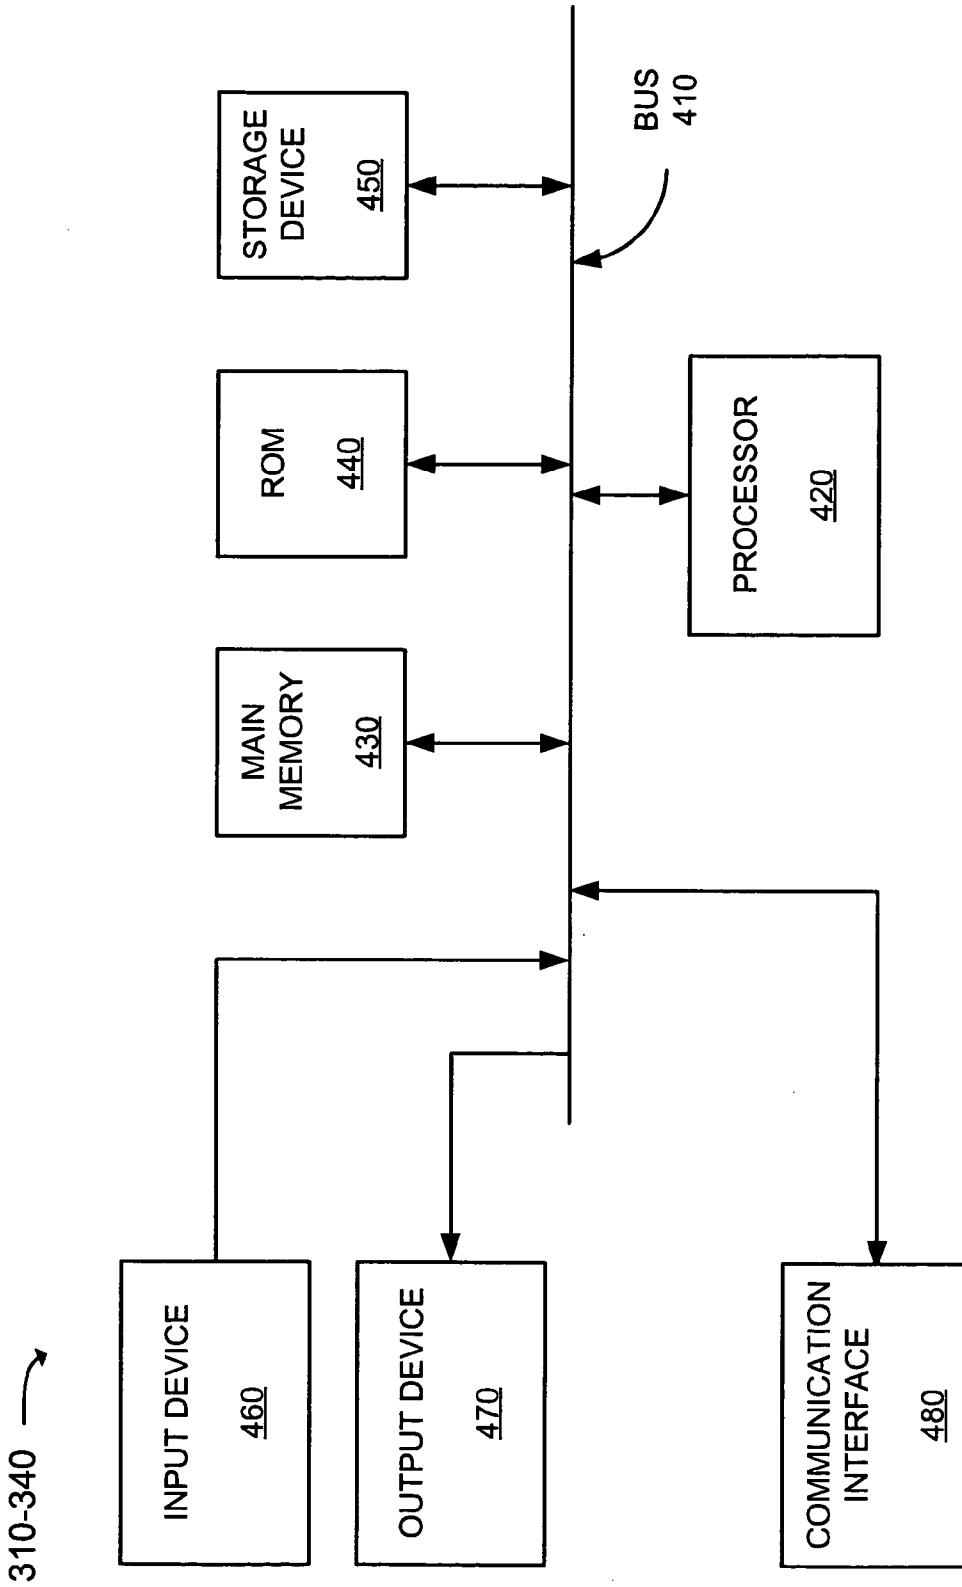 310-340
INPUT DEVICE
460
OUTPUT DEVICE
470
COMMUNICATION
INTERFACE
480
MAIN
MEMORY
430
ROM
440
STORAGE
DEVICE
450
PROCESSOR
420
BUS
410